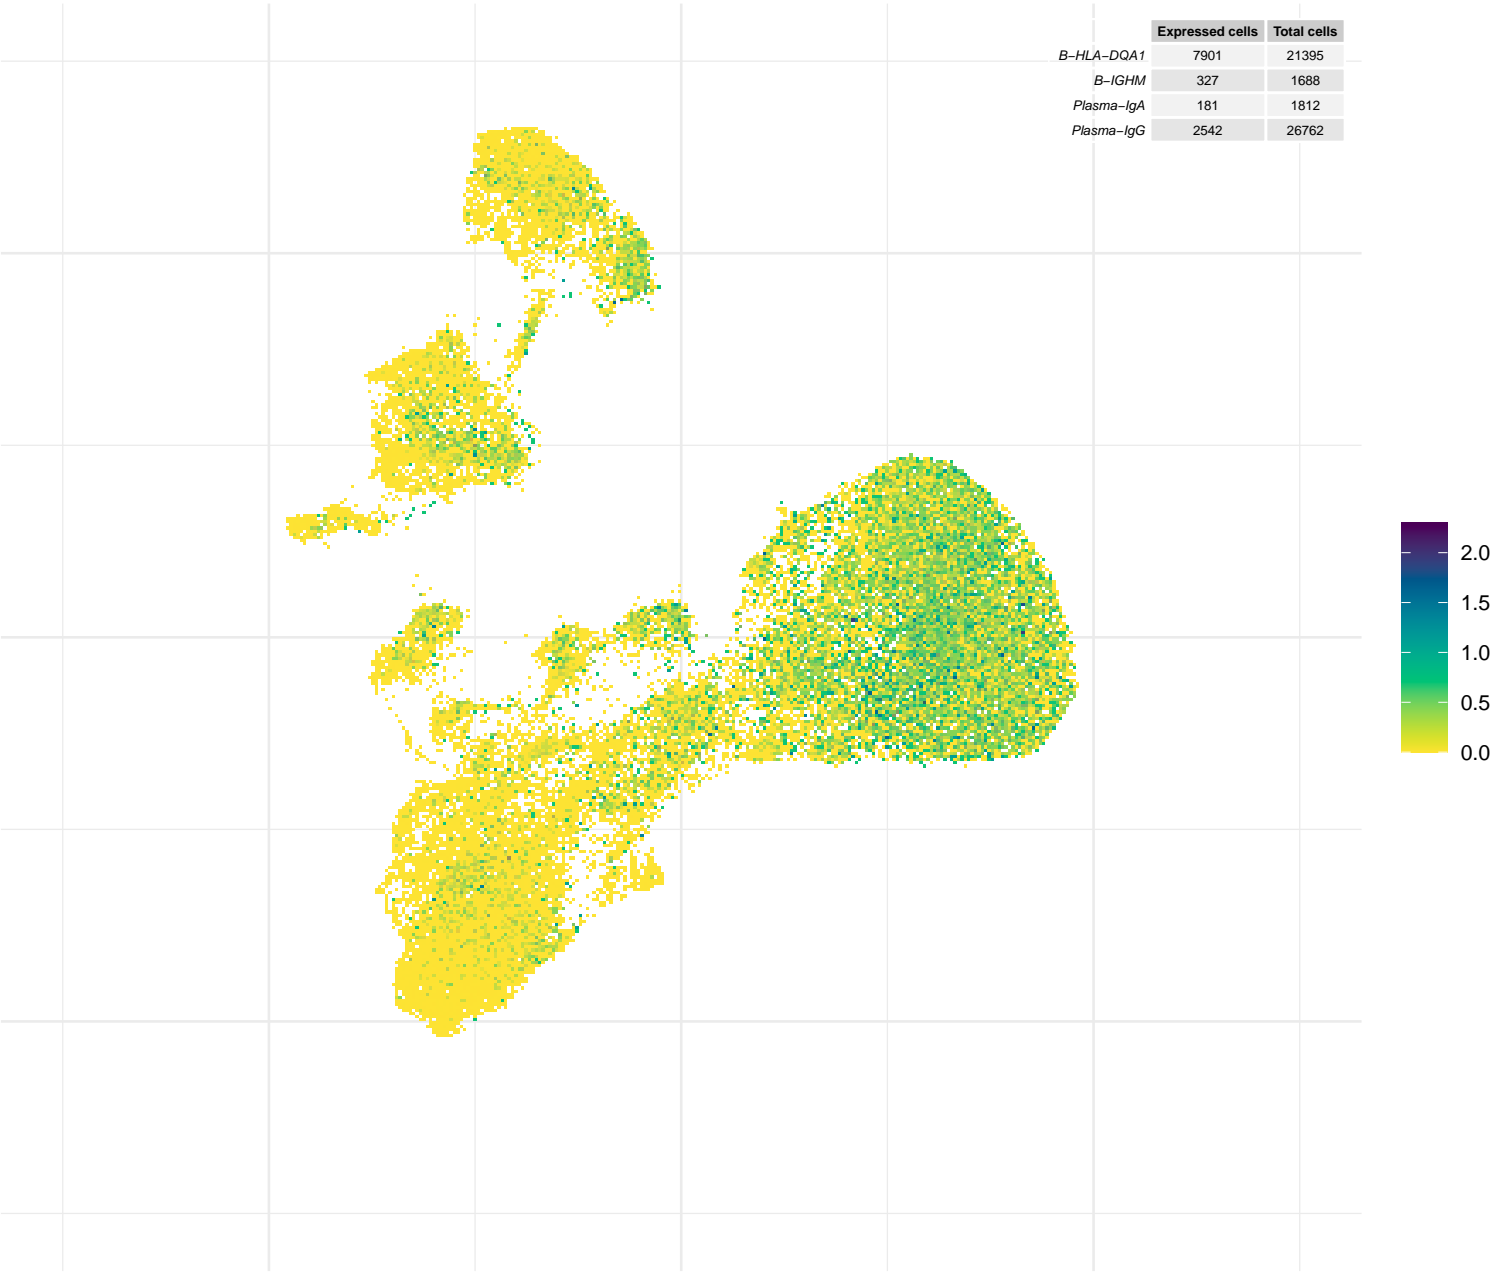 Expressed cells Total cells
B−HLA−DQA1 7901 21395
B−IGHM 327 1688
Plasma−IgA 181 1812
Plasma−IgG 2542 26762
2.0
1.5
1.0
0.5
0.0